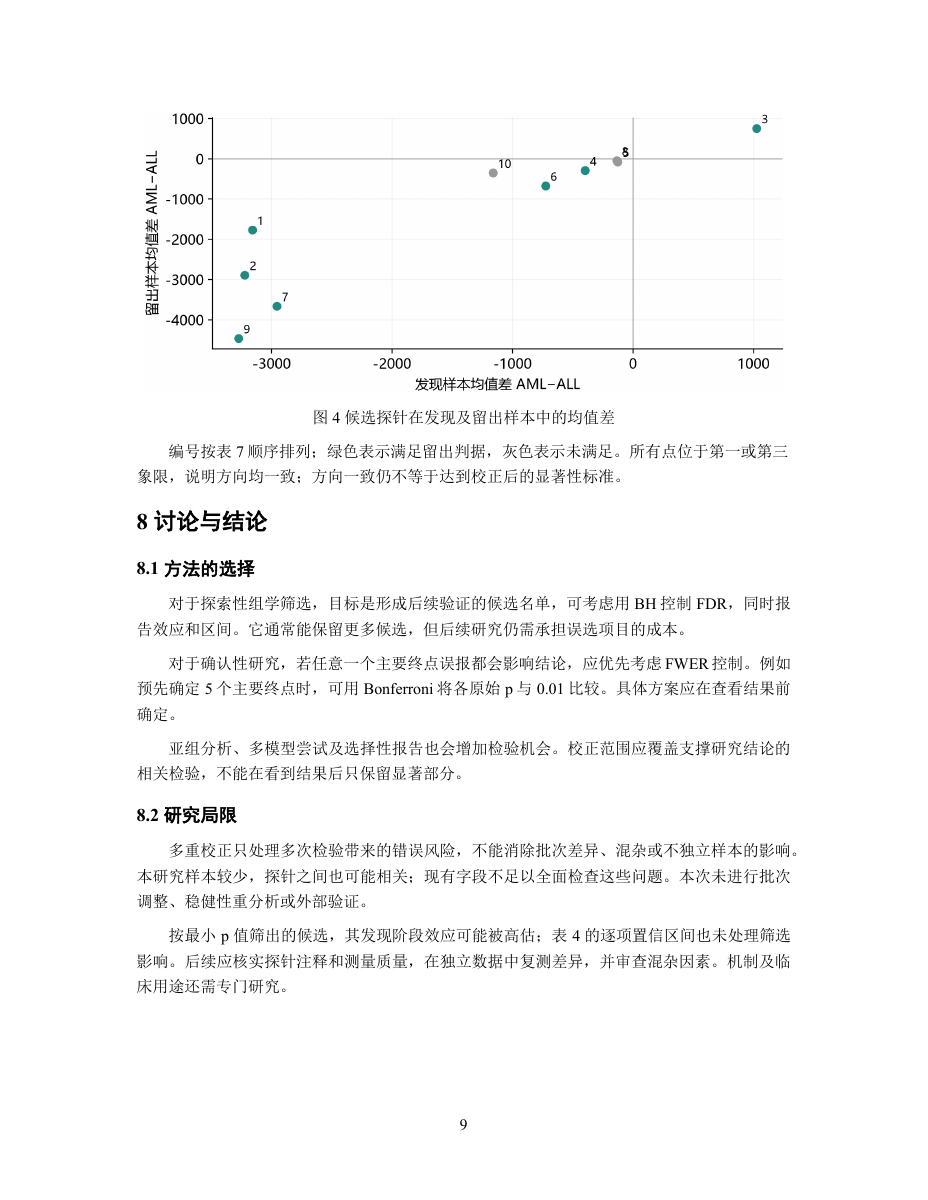 1000
0
-1000
-2000
-3000
-4000
留出样本均值差 AML−ALL
3
10
4
5
6
1
2
7
9
-3000
-2000
-1000
0
1000
发现样本均值差 AML−ALL
图 4 候选探针在发现及留出样本中的均值差
编号按表 7 顺序排列；绿色表示满足留出判据，灰色表示未满足。所有点位于第一或第三
象限，说明方向均一致；方向一致仍不等于达到校正后的显著性标准。
8 讨论与结论
8.1 方法的选择
对于探索性组学筛选，目标是形成后续验证的候选名单，可考虑用 BH 控制 FDR，同时报
告效应和区间。它通常能保留更多候选，但后续研究仍需承担误选项目的成本。
对于确认性研究，若任意一个主要终点误报都会影响结论，应优先考虑 FWER 控制。例如
预先确定 5 个主要终点时，可用 Bonferroni 将各原始 p 与 0.01 比较。具体方案应在查看结果前
确定。
亚组分析、多模型尝试及选择性报告也会增加检验机会。校正范围应覆盖支撑研究结论的
相关检验，不能在看到结果后只保留显著部分。
8.2 研究局限
多重校正只处理多次检验带来的错误风险，不能消除批次差异、混杂或不独立样本的影响。
本研究样本较少，探针之间也可能相关；现有字段不足以全面检查这些问题。本次未进行批次
调整、稳健性重分析或外部验证。
按最小 p 值筛出的候选，其发现阶段效应可能被高估；表 4 的逐项置信区间也未处理筛选
影响。后续应核实探针注释和测量质量，在独立数据中复测差异，并审查混杂因素。机制及临
床用途还需专门研究。
9